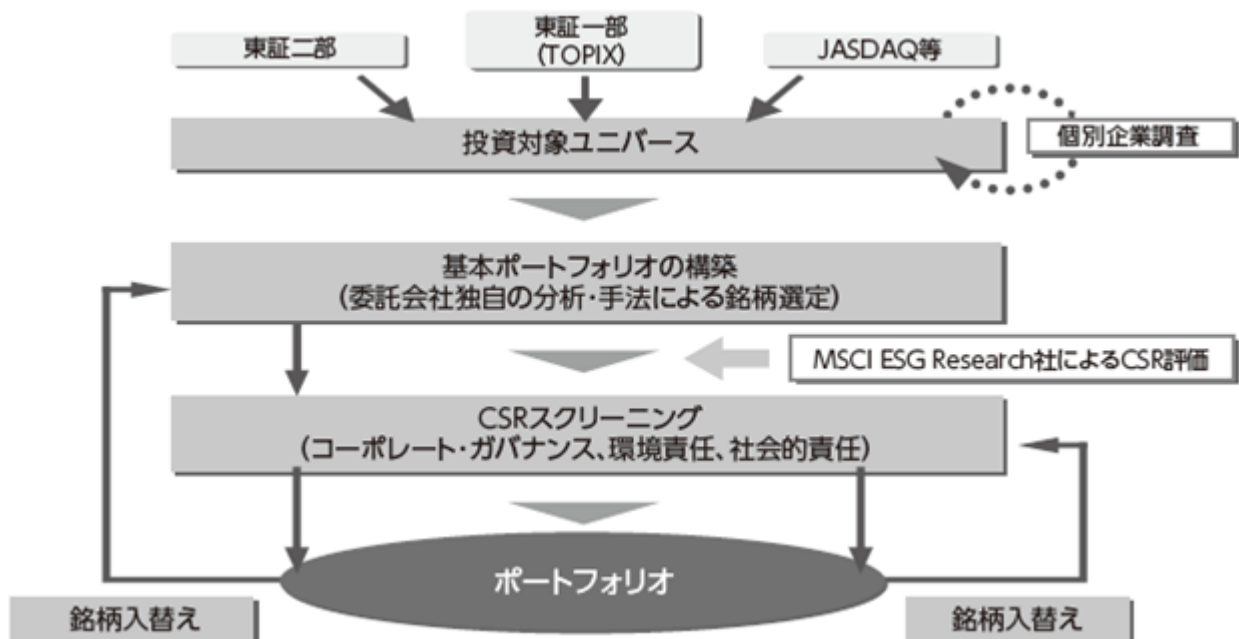 東証二部
東証一部
(TOPIX)
JASDAQ等
投資対象ユニバース
個別企業調査
基本ポートフォリオの構築
(委託会社独自の分析・手法による銘柄選定)
MSCI ESG Research社によるCSR評価
CSRスクリーニング
(コーポレート・ガバナンス、環境責任、社会的責任)
ポートフォリオ
銘柄入替え
銘柄入替え